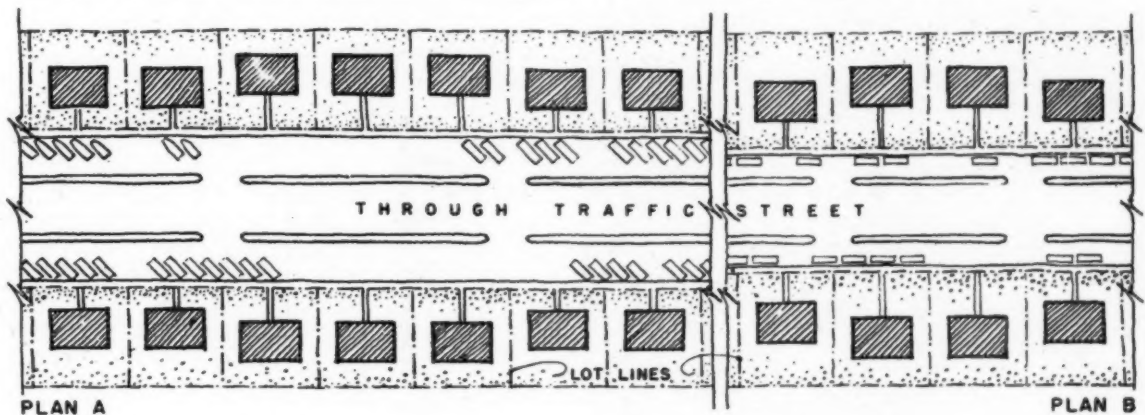 THROUGH TRAFFIC STREET
LOT LINES
PLAN A
PLAN B